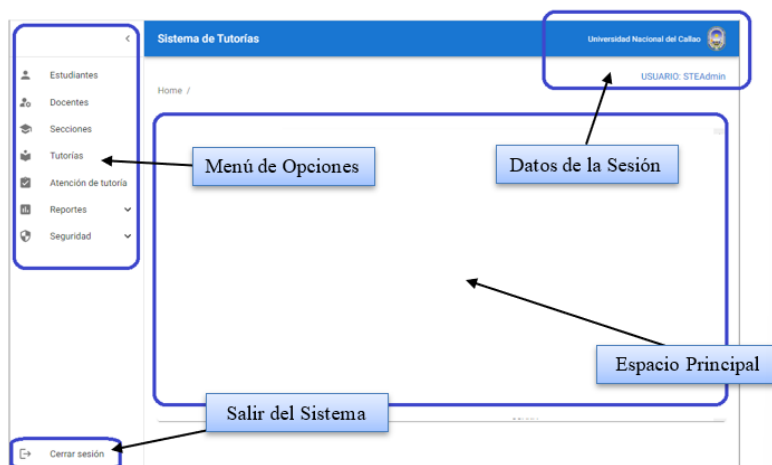 Sistema de Tutorías
Universidad Nacional del Callao
USUARIO: STEAdmin
Home /
Estudiantes
Docentes
Secciones
Tutorías
Atención de tutoría
Reportes
Seguridad
Menú de Opciones
Datos de la Sesión
Espacio Principal
Salir del Sistema
Cerrar sesión